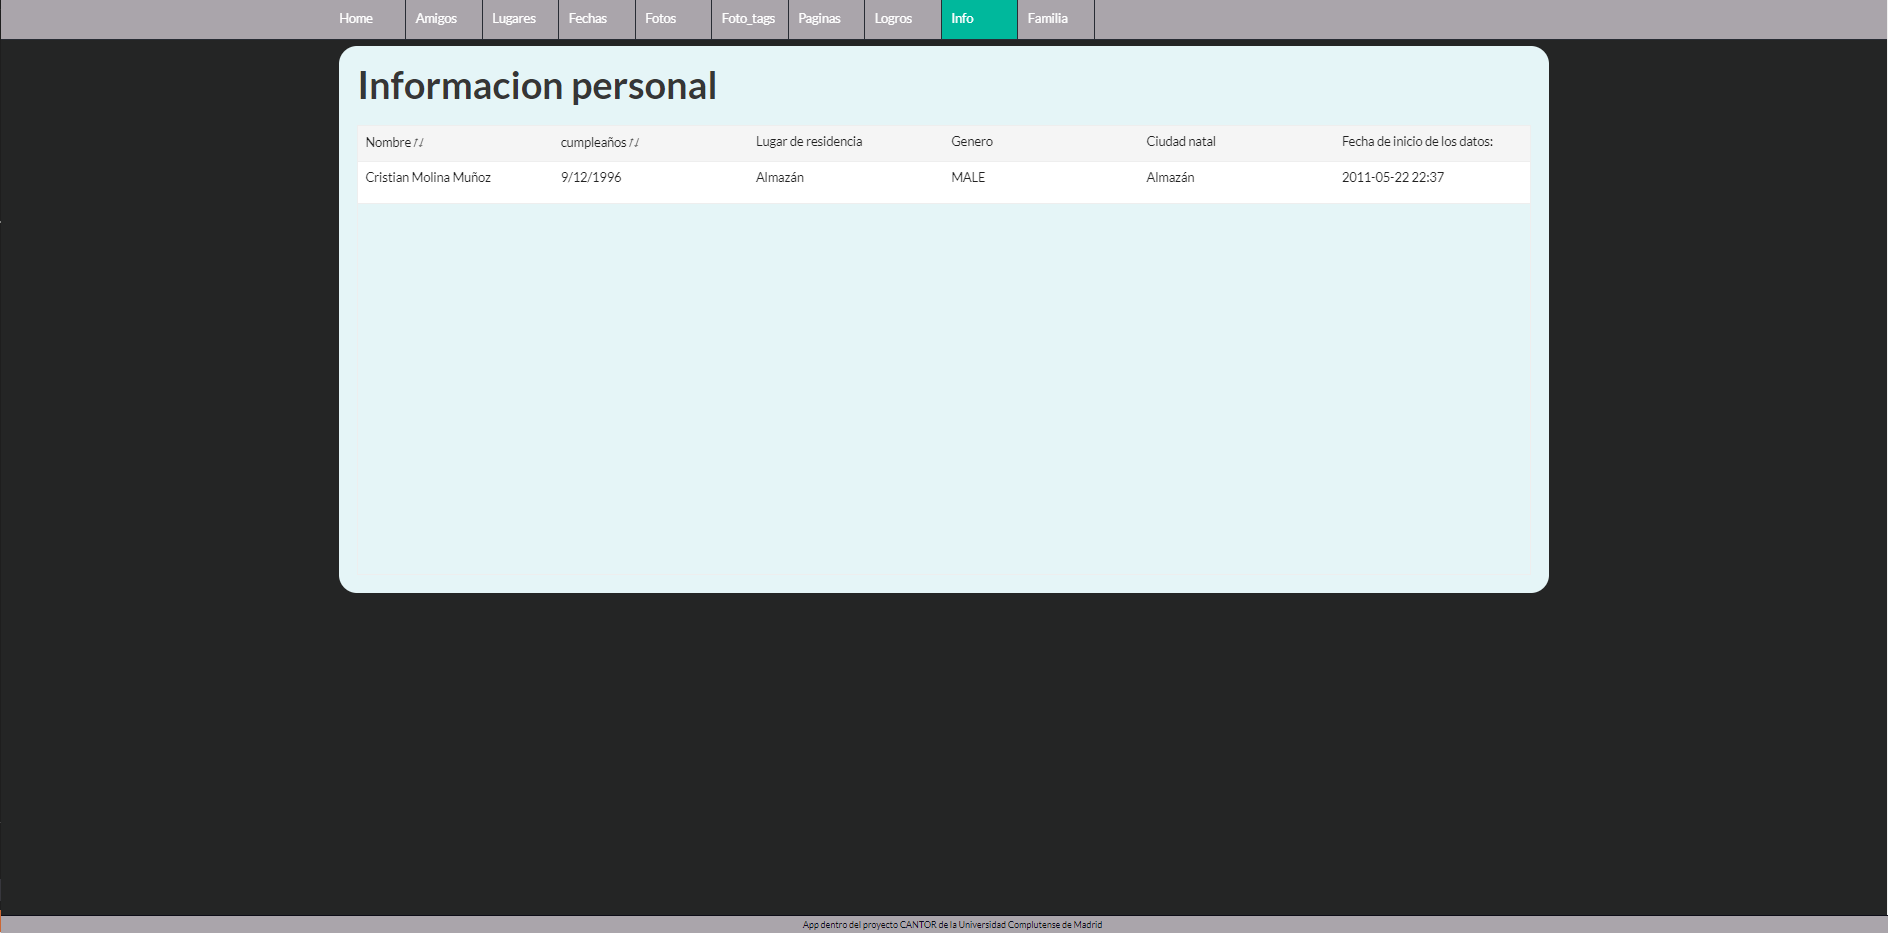 Home Amigos Lugares Fechas Fotos Foto_tags Paginas Logros Info Familia
Informacion personal
Nombre cumpleaños Lugar de residencia Genero Ciudad natal Fecha de inicio de los datos:
Cristian Molina Muñoz 9/12/1996 Almazán MALE Almazán 2011-05-22 22:37
App dentro del proyecto CANTOR de la Universidad Complutense de Madrid